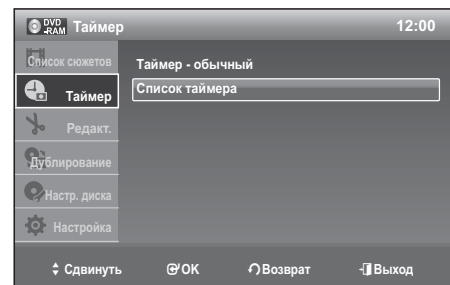 DVD-RAM Таймер 12:00
Список сюжетов
Таймер
Редакт.
Дублирование
Настр. диска
Настройка
Таймер - обычный
Список таймера
Сдвинуть OK Возврат Выход